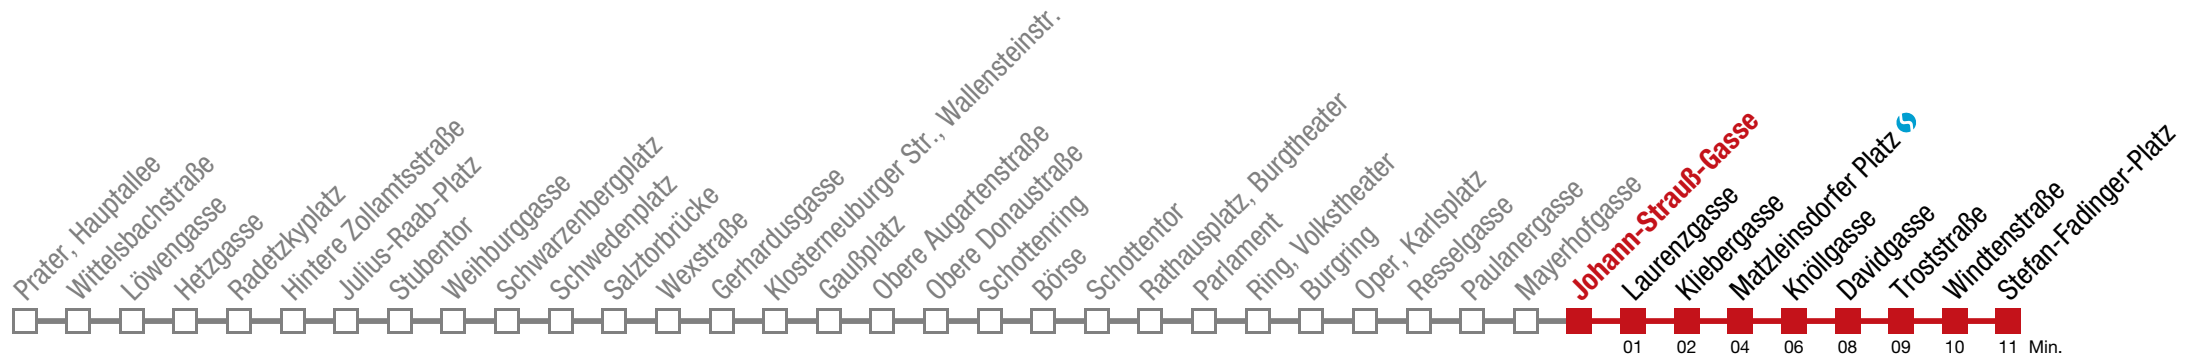 Prater, Hauptallee
Wittelsbachstraße
Löwengasse
Hetzgasse
Radetzkyplatz
Hintere Zollamtsstraße
Julius-Raab-Platz
Stubentor
Weihburggasse
Schwarzenbergplatz
Schwedenplatz
Salztorbrücke
Wexstraße
Gerhardusgasse
Klosterneuburger Str., Wallensteinstr.
Gaußplatz
Obere Augartenstraße
Obere Donaustraße
Schottenring
Börse
Schottentor
Rathausplatz, Burgtheater
Parlament
Ring, Volkstheater
Burgring
Oper, Karlsplatz
Resselgasse
Paulanergasse
Mayerhofgasse
Johann-Strauß-Gasse
Laurenzgasse
Kliebergasse
Matzleinsdorfer Platz
Knöllgasse
Davidgasse
Troststraße
Windtenstraße
Stefan-Fadinger-Platz
01 02 04 06 08 09 10 11 Min.